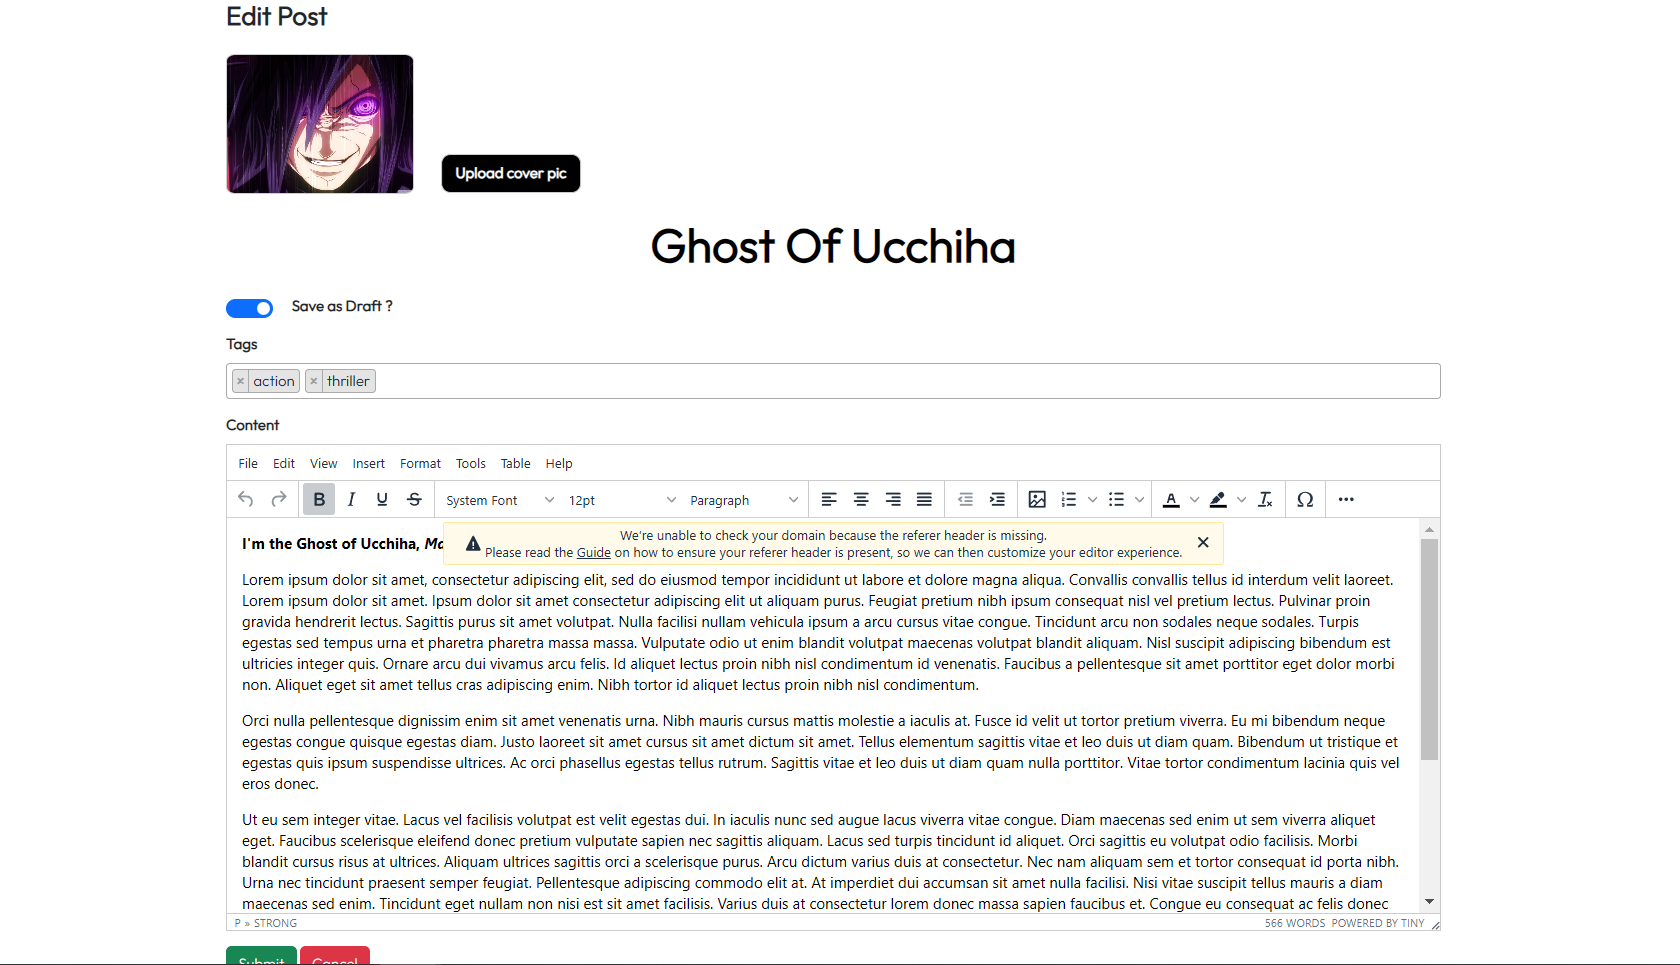 Edit Post
Upload cover pic
Ghost Of Ucchiha
Save as Draft ?
Tags
× action × thriller
Content
File Edit View Insert Format Tools Table Help
B I U S System Font 12pt Paragraph A Ω
We're unable to check your domain because the referer header is missing.
Please read the Guide on how to ensure your referer header is present, so we can then customize your editor experience.
I'm the Ghost of Ucchiha,
Lorem ipsum dolor sit amet, consectetur adipiscing elit, sed do eiusmod tempor incididunt ut labore et dolore magna aliqua. Convallis convallis tellus id interdum velit laoreet.
Lorem ipsum dolor sit amet. Ipsum dolor sit amet consectetur adipiscing elit ut aliquam purus. Feugiat pretium nibh ipsum consequat nisl vel pretium lectus. Pulvinar proin
gravida hendrerit lectus. Sagittis purus sit amet volutpat. Nulla facilisi nullam vehicula ipsum a arcu cursus vitae congue. Tincidunt arcu non sodales neque sodales. Turpis
egestas sed tempus urna et pharetra pharetra massa massa. Vulputate odio ut enim blandit volutpat maecenas volutpat blandit aliquam. Nisl suscipit adipiscing bibendum est
ultricies integer quis. Ornare arcu dui vivamus arcu felis. Id aliquet lectus proin nibh nisl condimentum id venenatis. Faucibus a pellentesque sit amet porttitor eget dolor morbi
non. Aliquet eget sit amet tellus cras adipiscing enim. Nibh tortor id aliquet lectus proin nibh nisl condimentum.
Orci nulla pellentesque dignissim enim sit amet venenatis urna. Nibh mauris cursus mattis molestie a iaculis at. Fusce id velit ut tortor pretium viverra. Eu mi bibendum neque
egestas congue quisque egestas diam. Justo laoreet sit amet cursus sit amet dictum sit amet. Tellus elementum sagittis vitae et leo duis ut diam quam. Bibendum ut tristique et
egestas quis ipsum suspendisse ultrices. Ac orci phasellus egestas tellus rutrum. Sagittis vitae et leo duis ut diam quam nulla porttitor. Vitae tortor condimentum lacinia quis vel
eros donec.
Ut eu sem integer vitae. Lacus vel facilisis volutpat est velit egestas dui. In iaculis nunc sed augue lacus viverra vitae congue. Diam maecenas sed enim ut sem viverra aliquet
eget. Faucibus scelerisque eleifend donec pretium vulputate sapien nec sagittis aliquam. Lacus sed turpis tincidunt id aliquet. Orci sagittis eu volutpat odio facilisis. Morbi
blandit cursus risus at ultrices. Aliquam ultrices sagittis orci a scelerisque purus. Arcu dictum varius duis at consectetur. Nec nam aliquam sem et tortor consequat id porta nibh.
Urna nec tincidunt praesent semper feugiat. Pellentesque adipiscing commodo elit at. At imperdiet dui accumsan sit amet nulla facilisi. Nisi vitae suscipit tellus mauris a diam
maecenas sed enim. Tincidunt eget nullam non nisi est sit amet facilisis. Varius duis at consectetur lorem donec massa sapien faucibus et. Congue eu consequat ac felis donec
P » STRONG 566 WORDS POWERED BY TINY
Submit Cancel